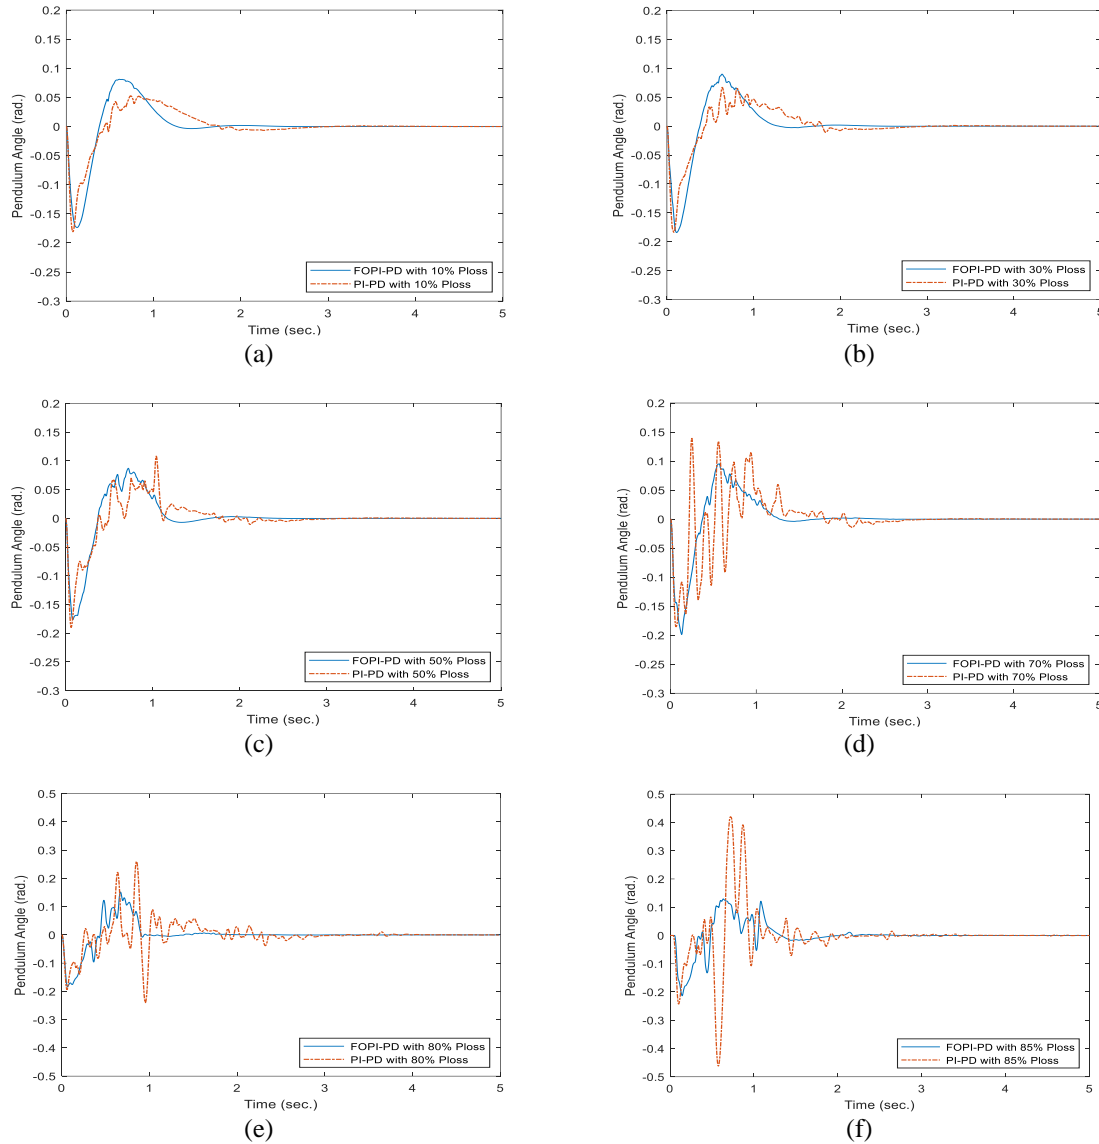 0.2
0.15
0.1
0.05
0
-0.05
-0.1
-0.15
-0.2
-0.25
-0.3
Pendulum Angle (rad.)
FOPI-PD with 10% Ploss
PI-PD with 10% Ploss
0 1 2 3 4 5
Time (sec.)
(a)
0.2
0.15
0.1
0.05
0
-0.05
-0.1
-0.15
-0.2
-0.25
-0.3
Pendulum Angle (rad.)
FOPI-PD with 30% Ploss
PI-PD with 30% Ploss
0 1 2 3 4 5
Time (sec.)
(b)
0.2
0.15
0.1
0.05
0
-0.05
-0.1
-0.15
-0.2
-0.25
-0.3
Pendulum Angle (rad.)
FOPI-PD with 50% Ploss
PI-PD with 50% Ploss
0 1 2 3 4 5
Time (sec.)
(c)
0.2
0.15
0.1
0.05
0
-0.05
-0.1
-0.15
-0.2
-0.25
-0.3
Pendulum Angle (rad.)
FOPI-PD with 70% Ploss
PI-PD with 70% Ploss
0 1 2 3 4 5
Time (sec.)
(d)
0.5
0.4
0.3
0.2
0.1
0
-0.1
-0.2
-0.3
-0.4
-0.5
Pendulum Angle (rad.)
FOPI-PD with 80% Ploss
PI-PD with 80% Ploss
0 1 2 3 4 5
Time (sec.)
(e)
0.5
0.4
0.3
0.2
0.1
0
-0.1
-0.2
-0.3
-0.4
-0.5
Pendulum Angle (rad.)
FOPI-PD with 85% Ploss
PI-PD with 85% Ploss
0 1 2 3 4 5
Time (sec.)
(f)